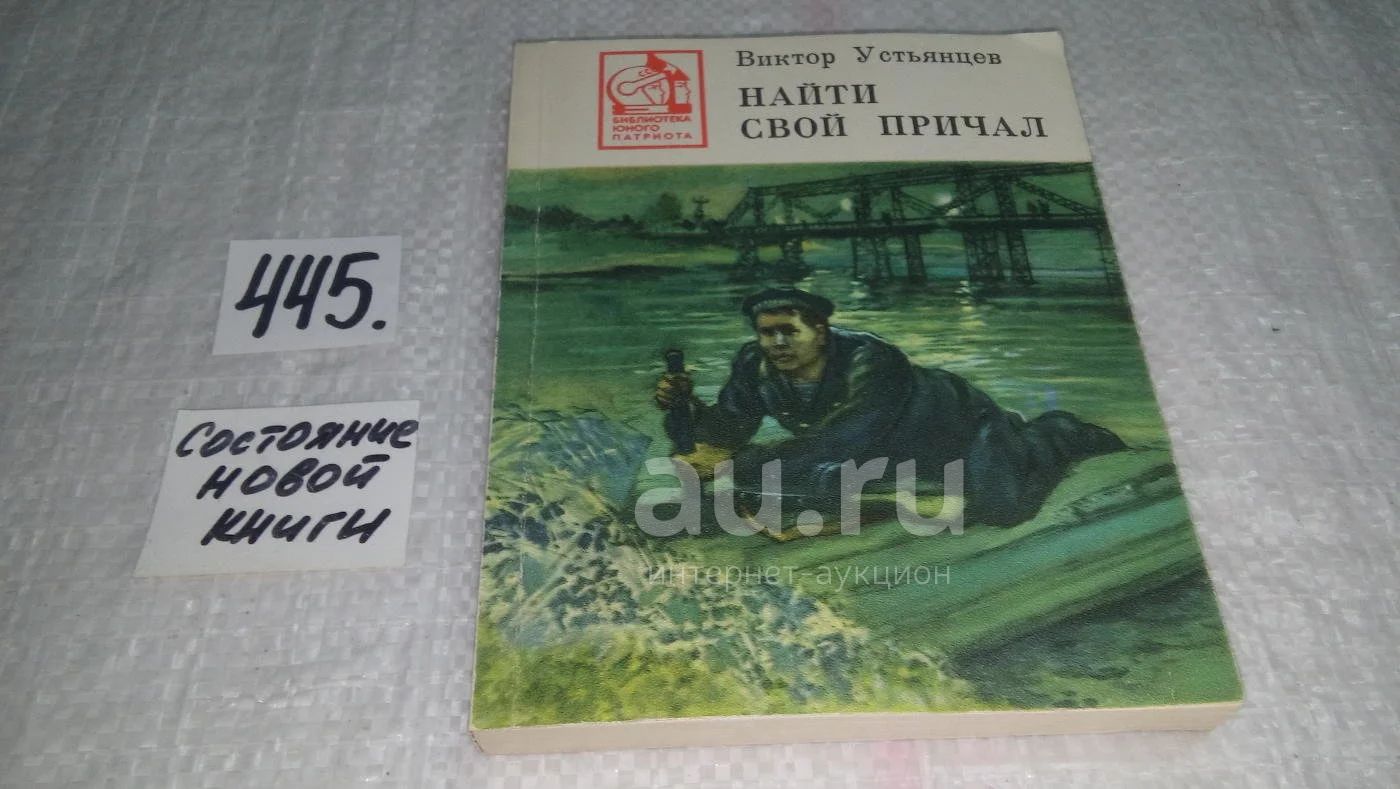 Виктор Устьянцев
НАЙТИ
СВОЙ ПРИЧАЛ
БИБЛИОТЕКА
ЮНОГО
ПАТРИОТА
445.
Состояние
новой
книги
au.ru
интернет-аукцион